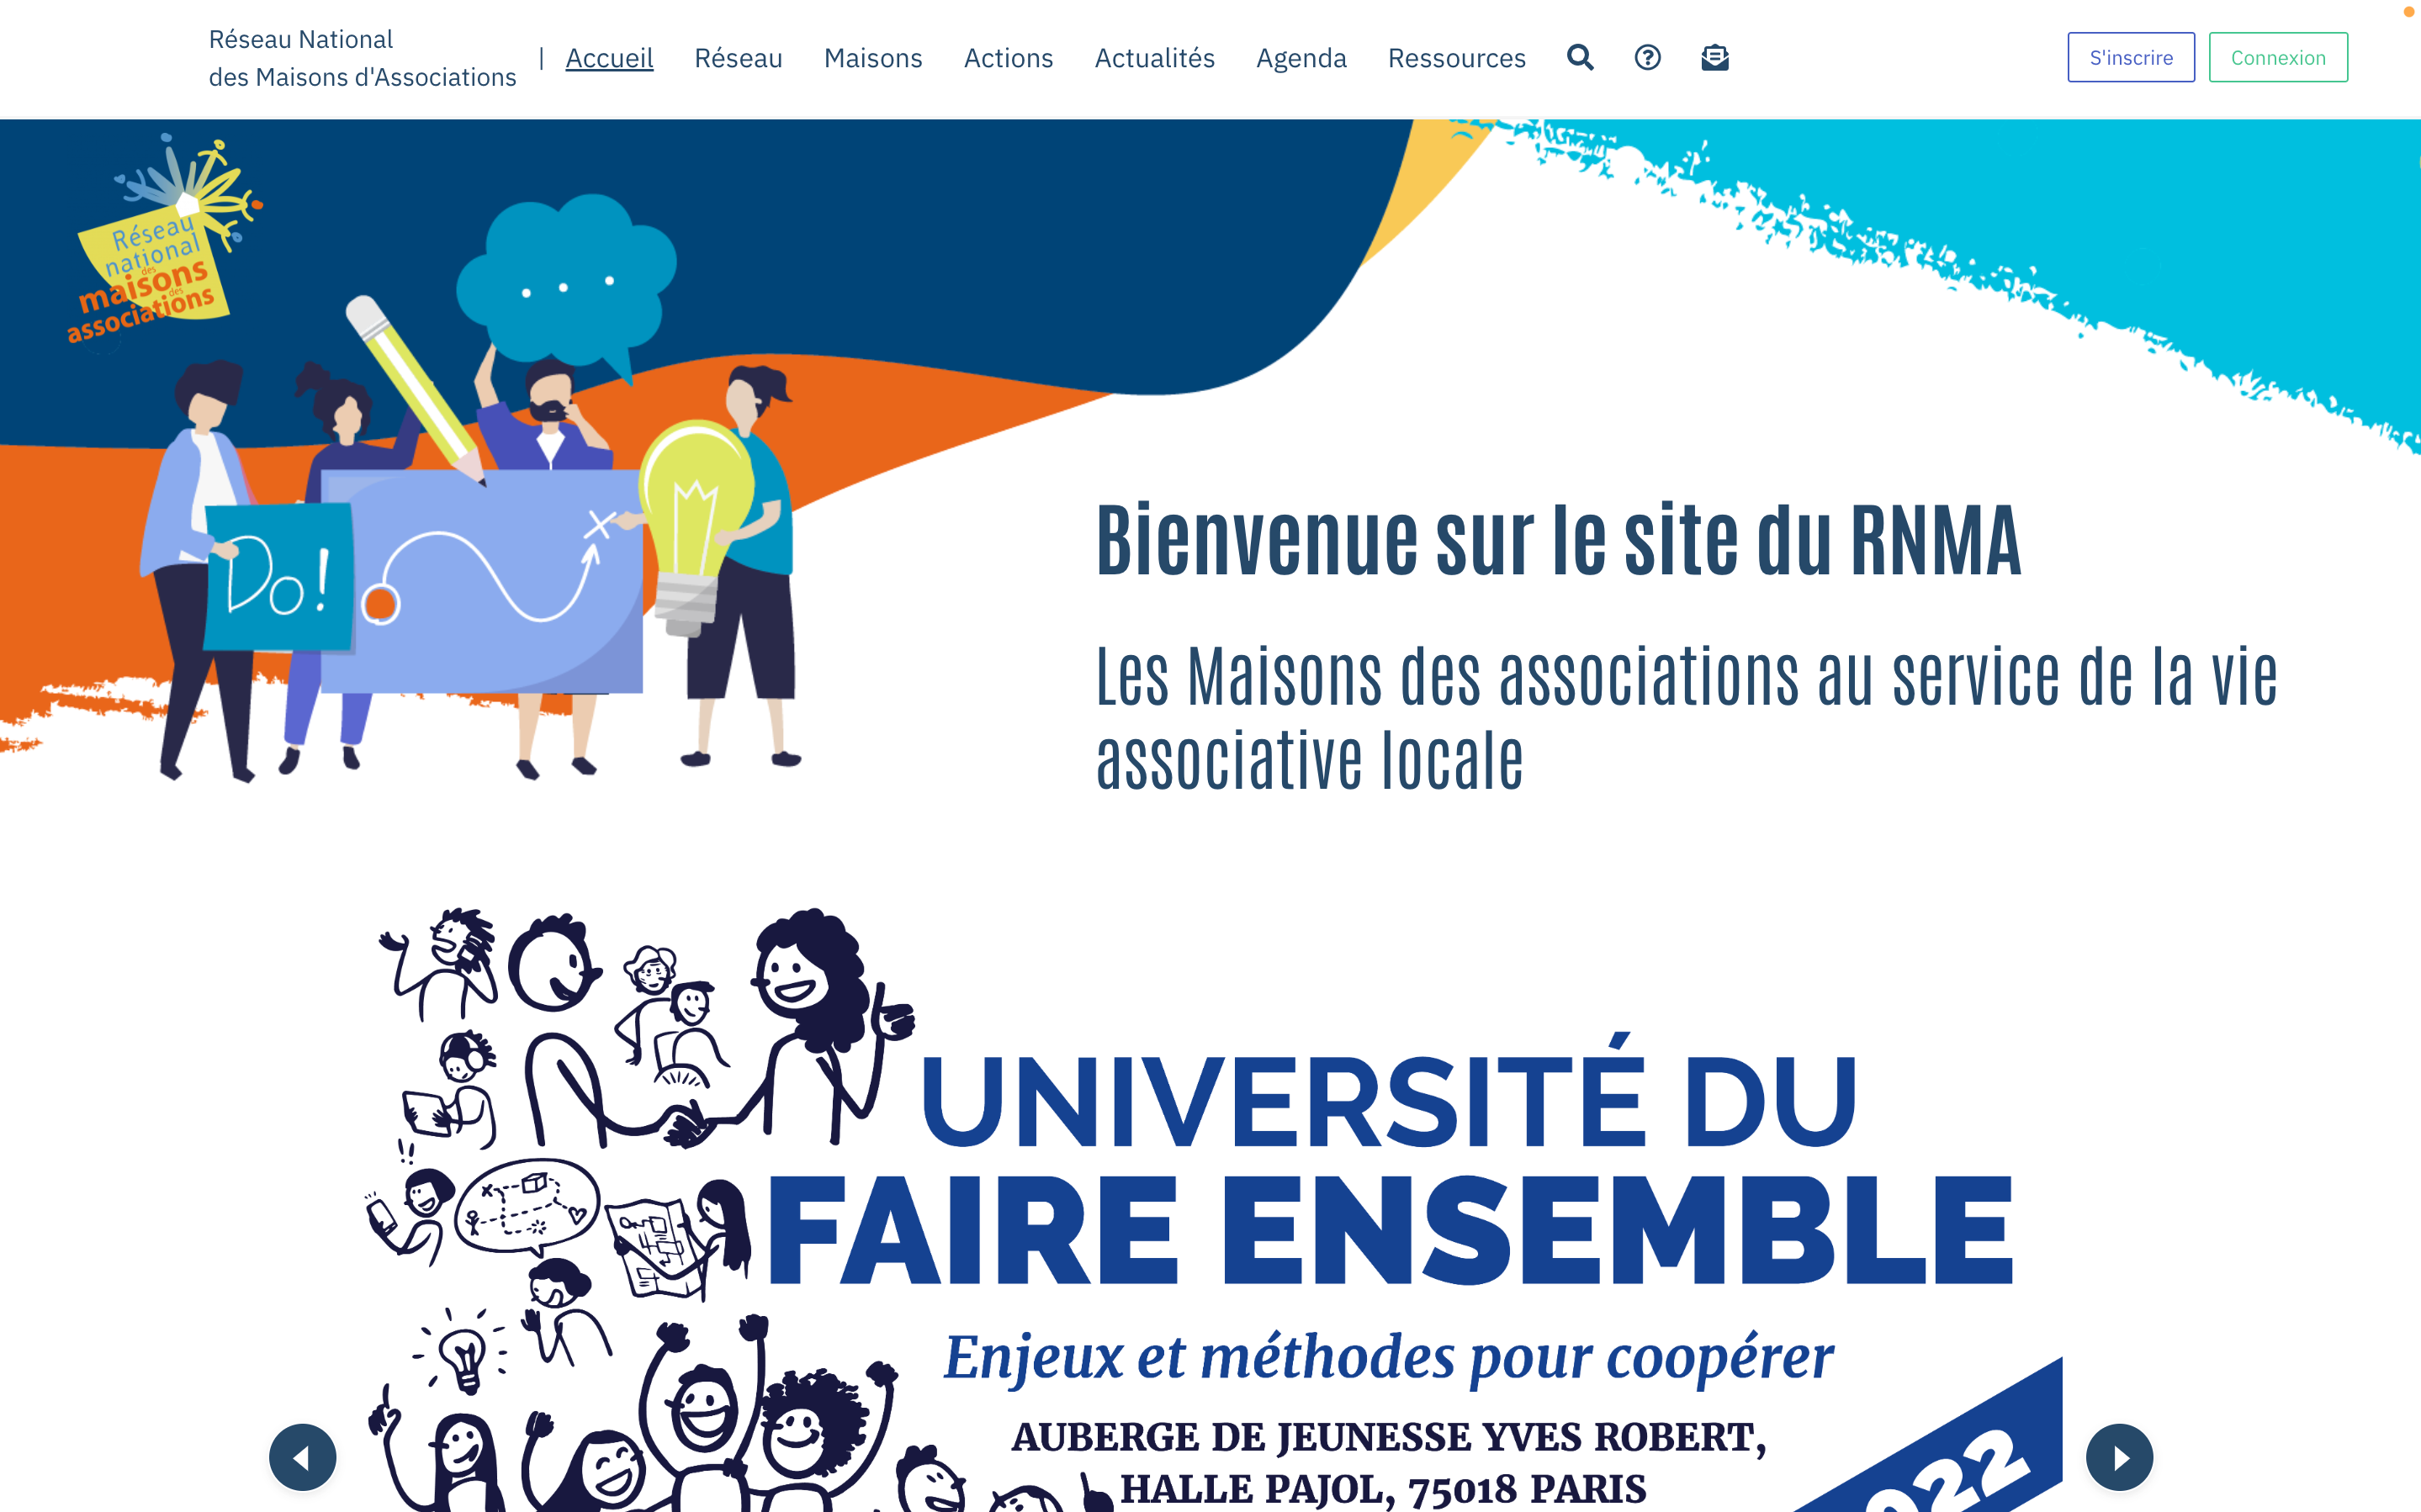 Réseau National
des Maisons d'Associations
| Accueil Réseau Maisons Actions Actualités Agenda Ressources
S'inscrire Connexion
Réseau
national
des
maisons
des
associations
Do!
Bienvenue sur le site du RNMA
Les Maisons des associations au service de la vie
associative locale
UNIVERSITÉ DU
FAIRE ENSEMBLE
Enjeux et méthodes pour coopérer
AUBERGE DE JEUNESSE YVES ROBERT,
HALLE PAJOL, 75018 PARIS